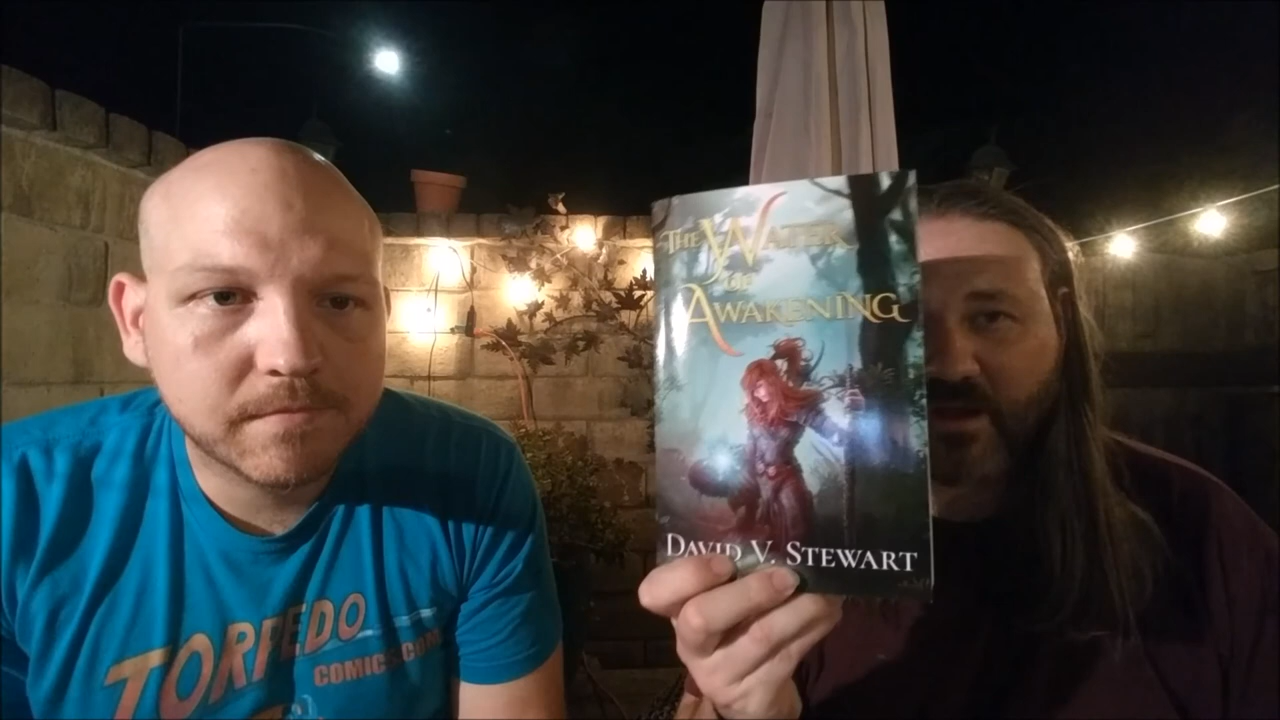 THE WATER
OF
AWAKENING
DAVID V. STEWART
TORPEDO
COMICS.COM